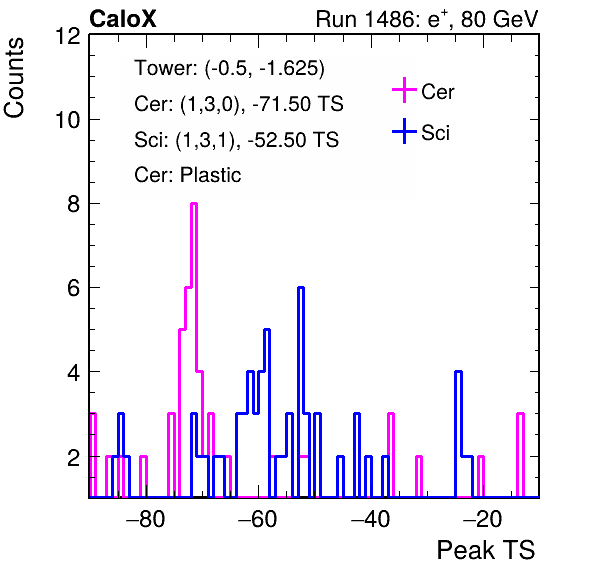 CaloX Run 1486: e⁺, 80 GeV
Counts
12
10
8
6
4
2
Tower: (-0.5, -1.625)
Cer: (1,3,0), -71.50 TS
Sci: (1,3,1), -52.50 TS
Cer: Plastic
Cer
Sci
−80 −60 −40 −20
Peak TS